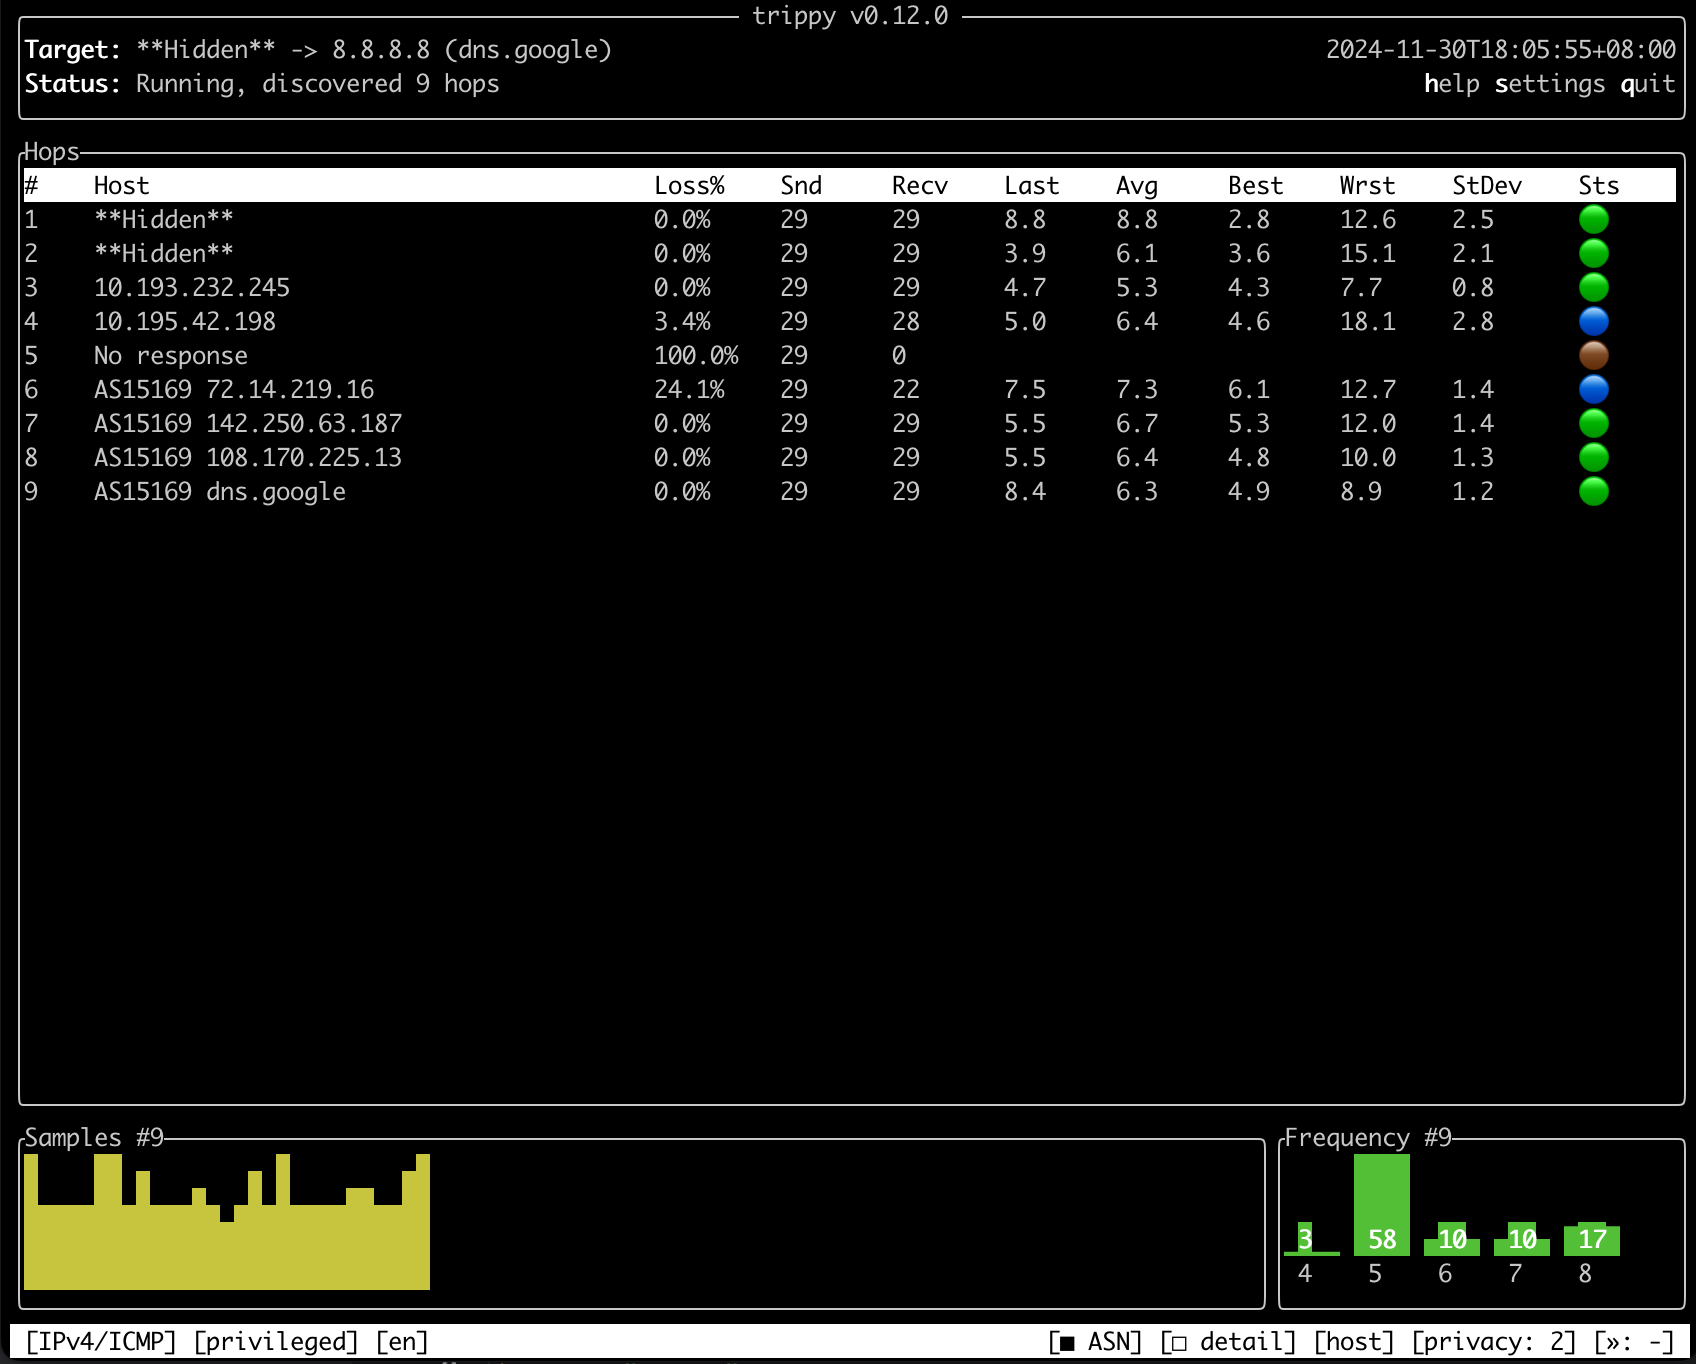 trippy v0.12.0
Target: **Hidden** -> 8.8.8.8 (dns.google) 2024-11-30T18:05:55+08:00
Status: Running, discovered 9 hops help settings quit
Hops
# Host Loss% Snd Recv Last Avg Best Wrst StDev Sts
1 **Hidden** 0.0% 29 29 8.8 8.8 2.8 12.6 2.5
2 **Hidden** 0.0% 29 29 3.9 6.1 3.6 15.1 2.1
3 10.193.232.245 0.0% 29 29 4.7 5.3 4.3 7.7 0.8
4 10.195.42.198 3.4% 29 28 5.0 6.4 4.6 18.1 2.8
5 No response 100.0% 29 0
6 AS15169 72.14.219.16 24.1% 29 22 7.5 7.3 6.1 12.7 1.4
7 AS15169 142.250.63.187 0.0% 29 29 5.5 6.7 5.3 12.0 1.4
8 AS15169 108.170.225.13 0.0% 29 29 5.5 6.4 4.8 10.0 1.3
9 AS15169 dns.google 0.0% 29 29 8.4 6.3 4.9 8.9 1.2
Samples #9 Frequency #9
3 58 10 10 17
4 5 6 7 8
[IPv4/ICMP] [privileged] [en] [■ ASN] [□ detail] [host] [privacy: 2] [»: -]